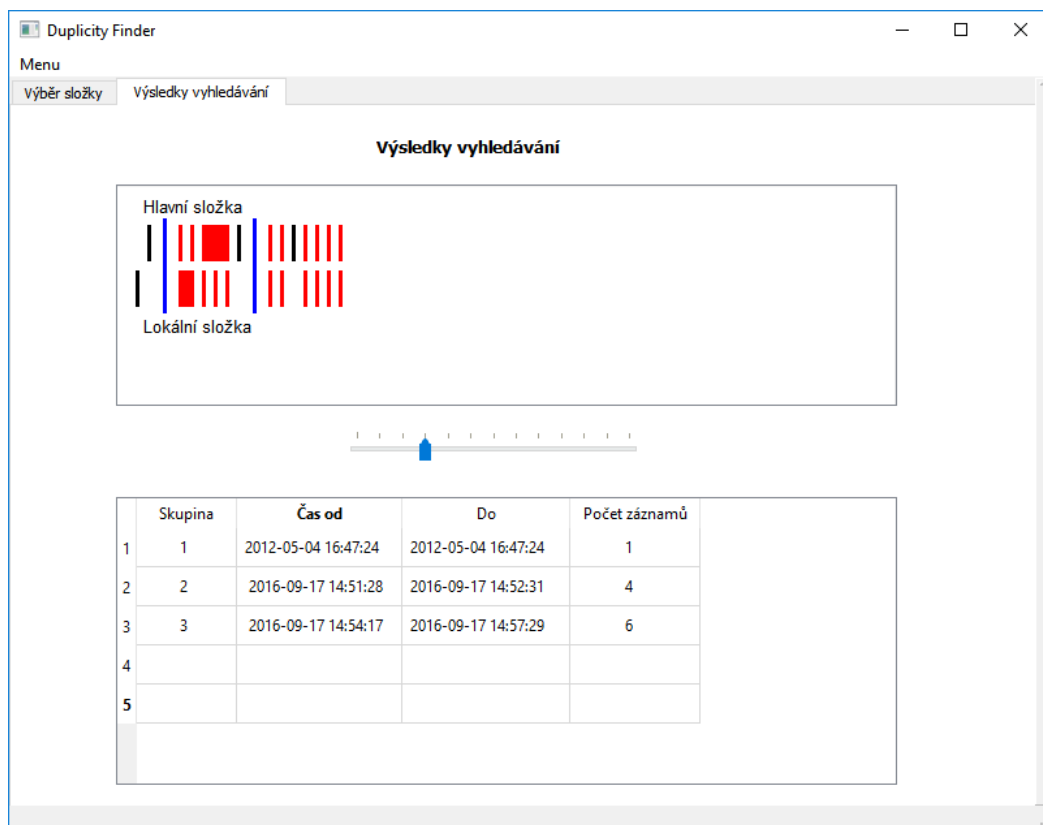 Duplicity Finder
Menu
Výběr složky Výsledky vyhledávání
Výsledky vyhledávání
Hlavní složka
Lokální složka
Skupina Čas od Do Počet záznamů
1 1 2012-05-04 16:47:24 2012-05-04 16:47:24 1
2 2 2016-09-17 14:51:28 2016-09-17 14:52:31 4
3 3 2016-09-17 14:54:17 2016-09-17 14:57:29 6
4
5